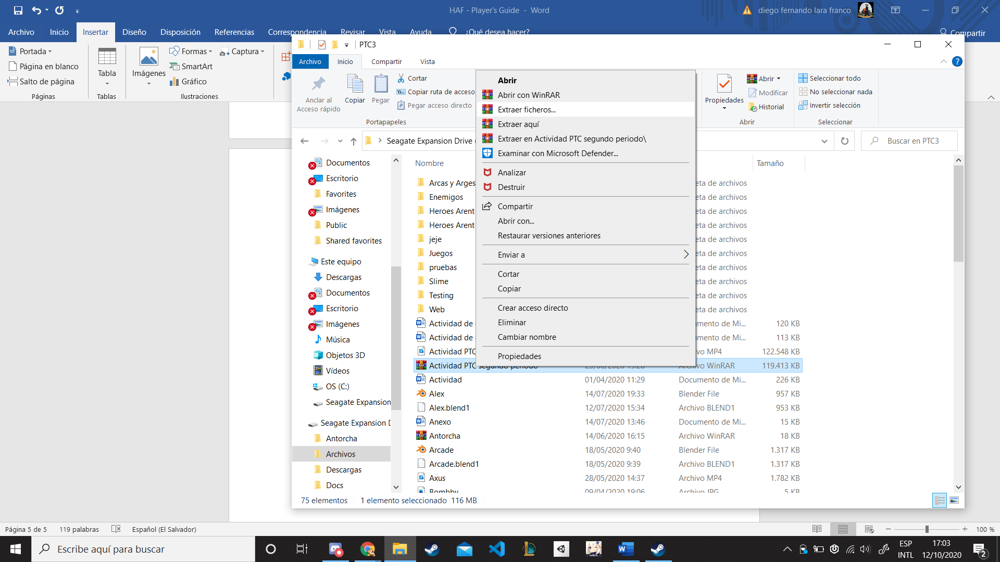 HAF - Player's Guide - Word
diego fernando lara franco
Archivo Inicio Insertar Diseño Disposición Referencias Correspondencia Revisar Vista Ayuda ¿Qué desea hacer? Compartir
Portada
Página en blanco
Salto de página
Páginas
Tabla
Tablas
Imágenes
Formas
SmartArt
Gráfico
Captura
Ilustraciones
PTC3
Archivo Inicio Compartir Vista
Anclar al
Acceso rápido
Copiar
Pegar
Cortar
Copiar ruta de acceso
Pegar acceso directo
Portapapeles
Propiedades
Abrir
Modificar
Historial
Abrir
Seleccionar todo
No seleccionar nada
Invertir selección
Seleccionar
Seagate Expansion Drive (
Buscar en PTC3
Abrir
Abrir con WinRAR
Extraer ficheros...
Extraer aquí
Extraer en Actividad PTC segundo periodo\
Examinar con Microsoft Defender...
Analizar
Destruir
Compartir
Abrir con...
Restaurar versiones anteriores
Enviar a
Cortar
Copiar
Crear acceso directo
Eliminar
Cambiar nombre
Propiedades
Documentos
Escritorio
Favorites
Imágenes
Public
Shared favorites
Este equipo
Descargas
Documentos
Escritorio
Imágenes
Música
Objetos 3D
Vídeos
OS (C:)
Seagate Expansion
Seagate Expansion D
Antorcha
Archivos
Descargas
Docs
Nombre Tamaño
Arcas y Arges eta de archivos
Enemigos eta de archivos
Heroes Arent eta de archivos
Heroes Arent eta de archivos
jeje eta de archivos
Juegos eta de archivos
pruebas eta de archivos
Slime eta de archivos
Testing eta de archivos
Web eta de archivos
Actividad de umento de Mi... 120 KB
Actividad de umento de Mi... 113 KB
Actividad PTC vo MP4 122.548 KB
Actividad PTC segundo periodo Archivo WinRAR 119.413 KB
Actividad 01/04/2020 11:29 Documento de Mi... 226 KB
Alex 14/07/2020 19:33 Blender File 957 KB
Alex.blend1 12/07/2020 15:34 Archivo BLEND1 953 KB
Anexo 14/07/2020 13:46 Documento de Mi... 15 KB
Antorcha 14/06/2020 16:15 Archivo WinRAR 18 KB
Arcade 18/05/2020 9:40 Blender File 1.317 KB
Arcade.blend1 18/05/2020 9:39 Archivo BLEND1 1.317 KB
Axus 28/05/2020 14:37 Archivo MP4 1.782 KB
Bombby 09/04/2020 19:06 Archivo JPG 5 KB
75 elementos 1 elemento seleccionado 116 MB
Página 5 de 5 119 palabras Español (El Salvador) 100 %
Escribe aquí para buscar
ESP
INTL
17:03
12/10/2020
2